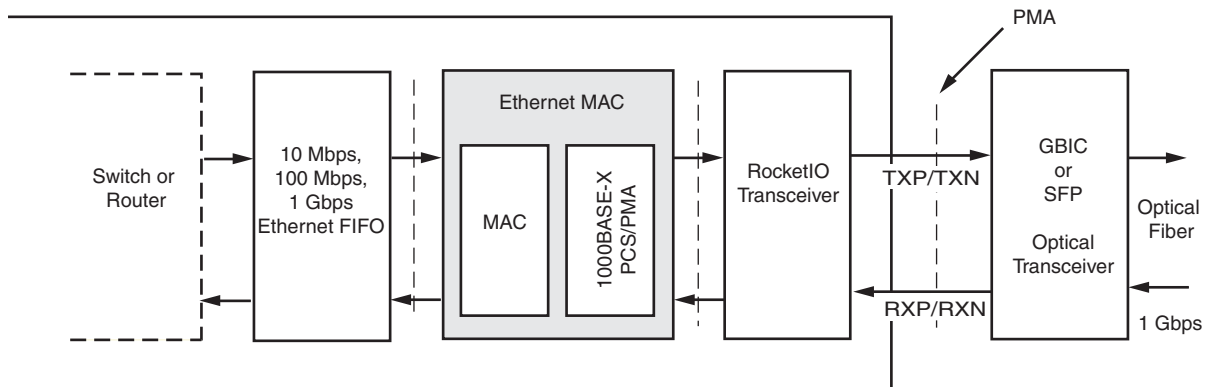 PMA
Switch or
Router
10 Mbps,
100 Mbps,
1 Gbps
Ethernet FIFO
Ethernet MAC
MAC
1000BASE-X
PCS/PMA
RocketIO
Transceiver
TXP/TXN
RXP/RXN
GBIC
or
SFP
Optical
Transceiver
Optical
Fiber
1 Gbps